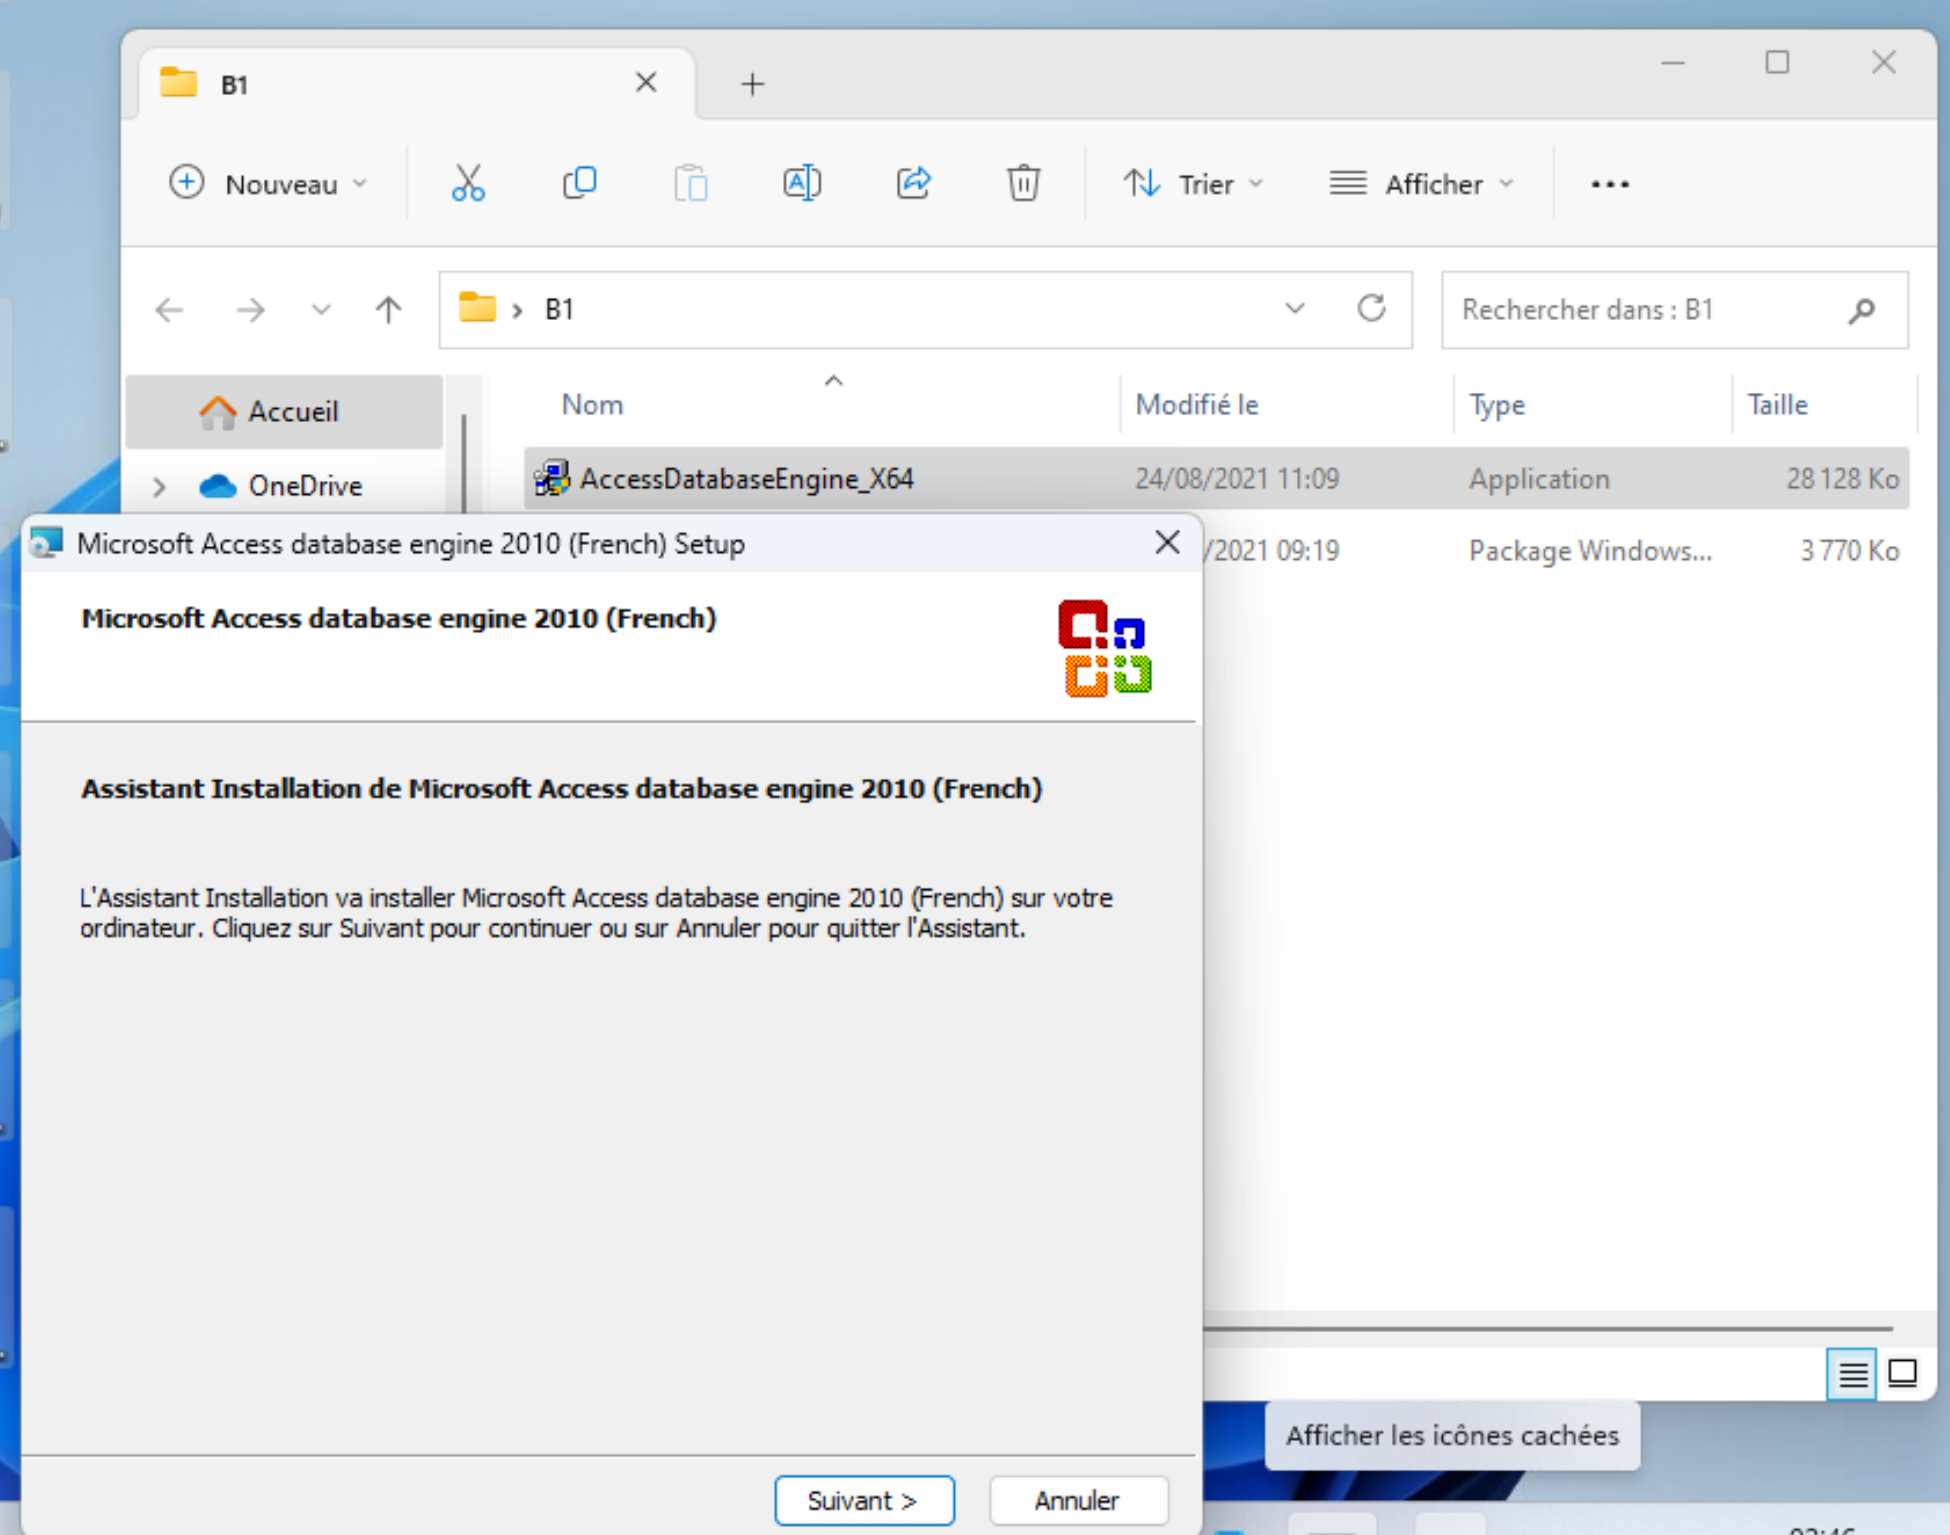 B1
Nouveau
Trier
Afficher
B1
Rechercher dans : B1
Accueil
OneDrive
Nom
Modifié le
Type
Taille
AccessDatabaseEngine_X64
24/08/2021 11:09
Application
28 128 Ko
/2021 09:19
Package Windows...
3 770 Ko
Microsoft Access database engine 2010 (French) Setup
Microsoft Access database engine 2010 (French)
Assistant Installation de Microsoft Access database engine 2010 (French)
L'Assistant Installation va installer Microsoft Access database engine 2010 (French) sur votre
ordinateur. Cliquez sur Suivant pour continuer ou sur Annuler pour quitter l'Assistant.
Afficher les icônes cachées
Suivant >
Annuler